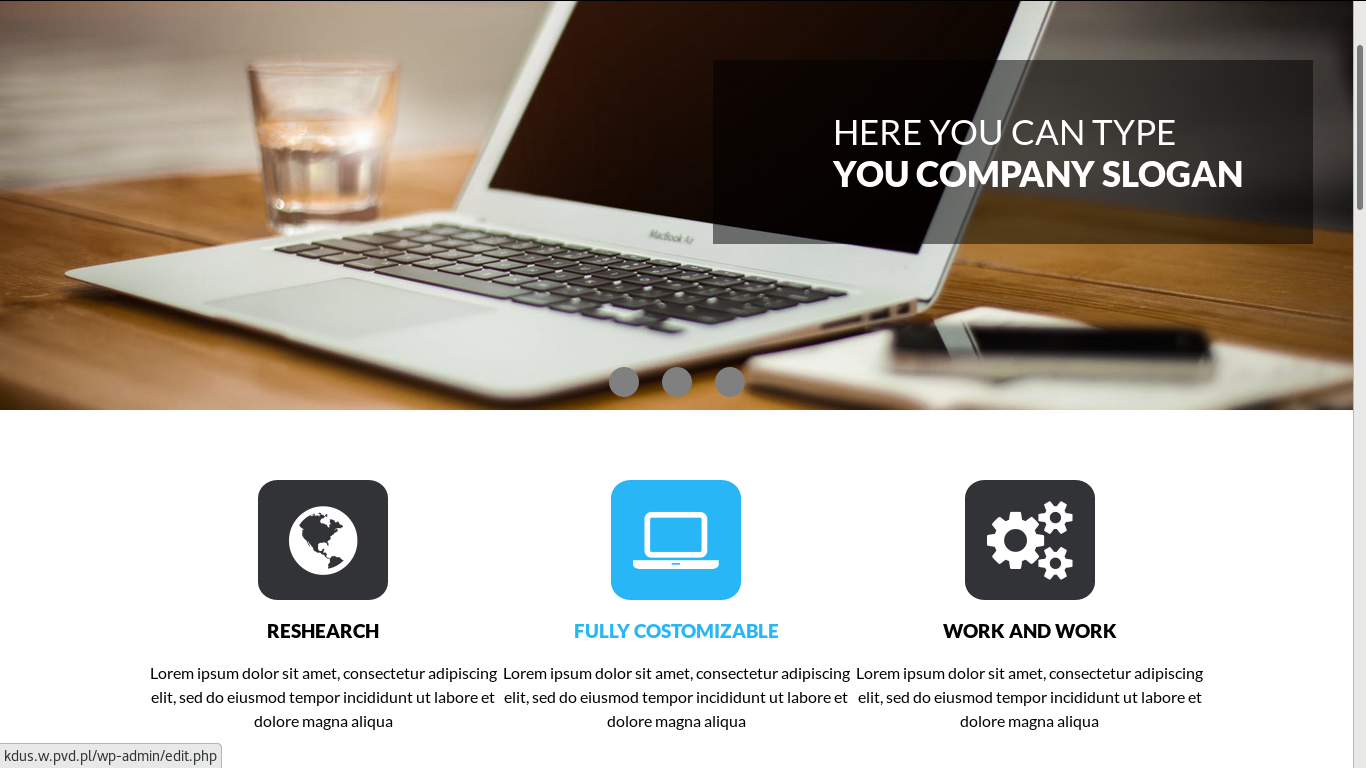 HERE YOU CAN TYPE
YOU COMPANY SLOGAN
MacBook Air
RESHEARCH
FULLY COSTOMIZABLE
WORK AND WORK
Lorem ipsum dolor sit amet, consectetur adipiscing
elit, sed do eiusmod tempor incididunt ut labore et
dolore magna aliqua
Lorem ipsum dolor sit amet, consectetur adipiscing
elit, sed do eiusmod tempor incididunt ut labore et
dolore magna aliqua
Lorem ipsum dolor sit amet, consectetur adipiscing
elit, sed do eiusmod tempor incididunt ut labore et
dolore magna aliqua
kdus.w.pvd.pl/wp-admin/edit.php